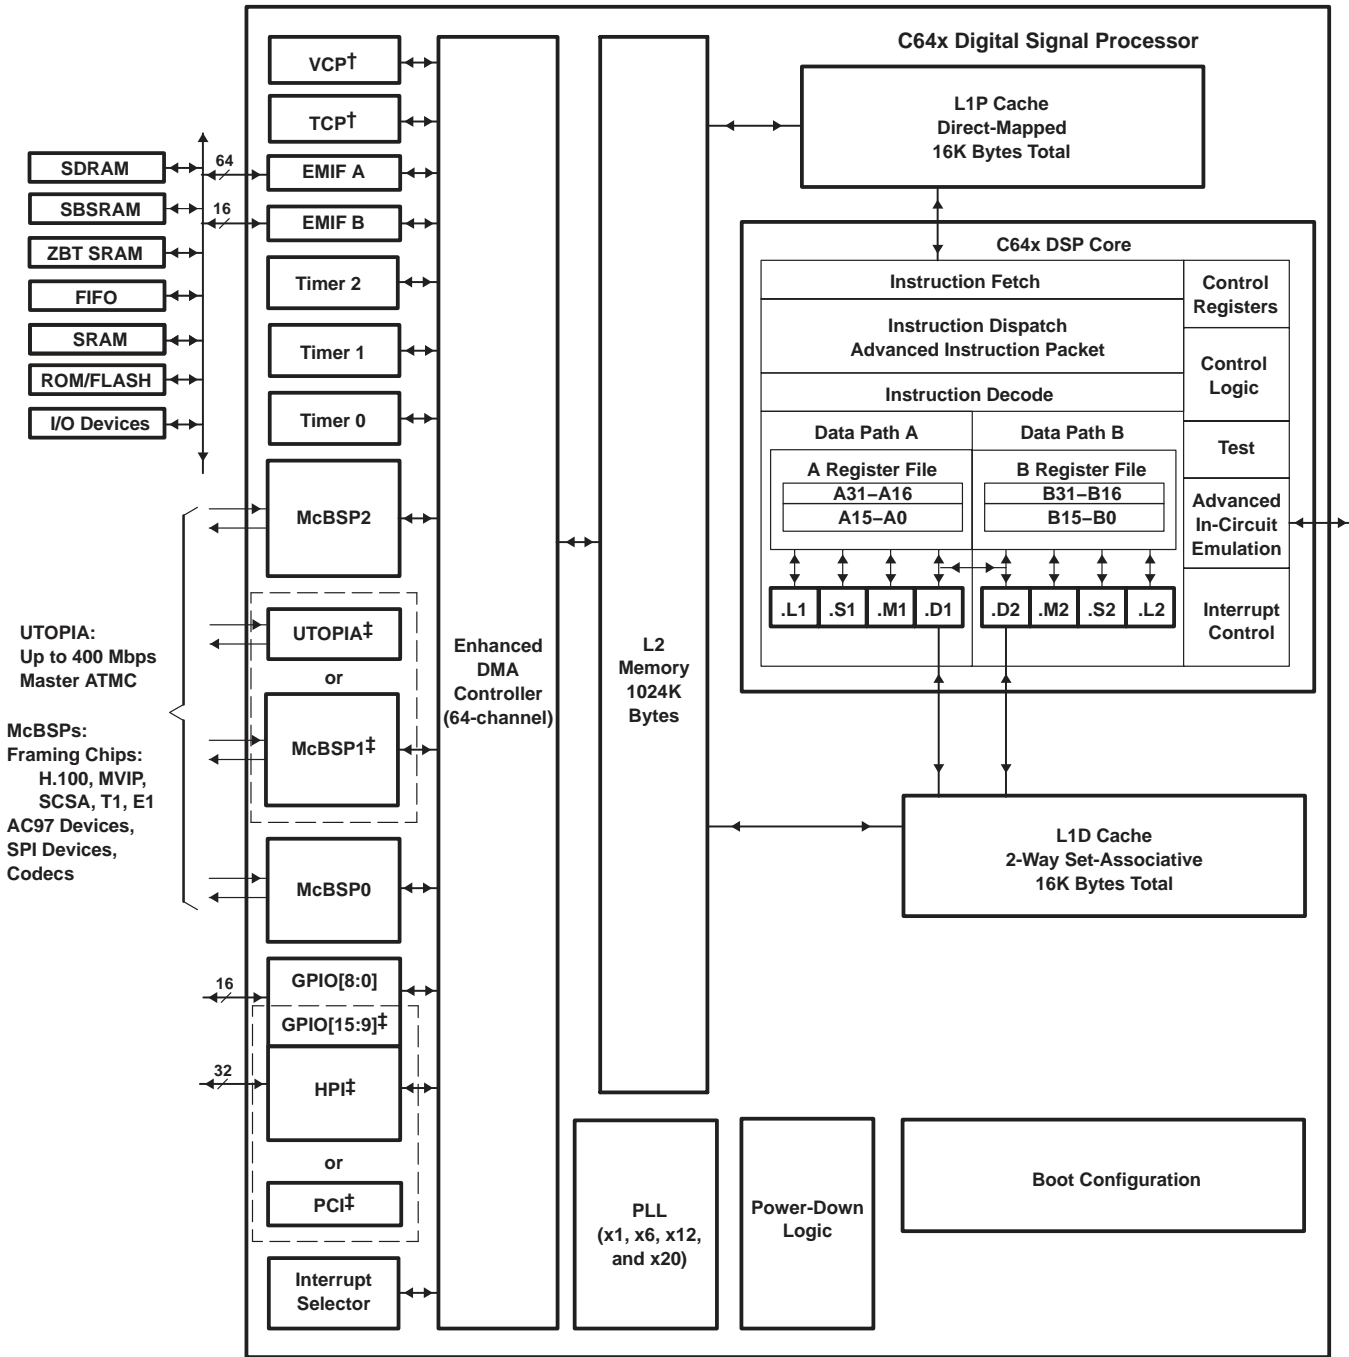 C64x Digital Signal Processor
VCP†
TCP†
EMIF A
EMIF B
Timer 2
Timer 1
Timer 0
McBSP2
UTOPIA‡
or
McBSP1‡
McBSP0
GPIO[8:0]
GPIO[15:9]‡
HPI‡
or
PCI‡
Interrupt
Selector
64
16
16
32
SDRAM
SBSRAM
ZBT SRAM
FIFO
SRAM
ROM/FLASH
I/O Devices
UTOPIA:
Up to 400 Mbps
Master ATMC
McBSPs:
Framing Chips:
H.100, MVIP,
SCSA, T1, E1
AC97 Devices,
SPI Devices,
Codecs
Enhanced
DMA
Controller
(64-channel)
L2
Memory
1024K
Bytes
L1P Cache
Direct-Mapped
16K Bytes Total
C64x DSP Core
Instruction Fetch
Instruction Dispatch
Advanced Instruction Packet
Instruction Decode
Data Path A
Data Path B
A Register File
A31–A16
A15–A0
B Register File
B31–B16
B15–B0
.L1
.S1
.M1
.D1
.D2
.M2
.S2
.L2
Control
Registers
Control
Logic
Test
Advanced
In-Circuit
Emulation
Interrupt
Control
L1D Cache
2-Way Set-Associative
16K Bytes Total
PLL
(x1, x6, x12,
and x20)
Power-Down
Logic
Boot Configuration